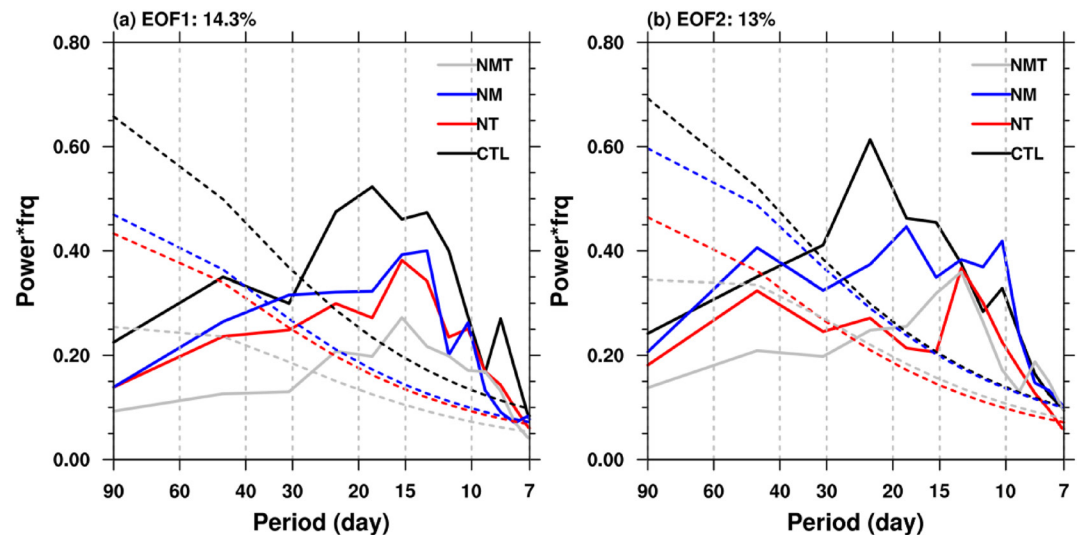 (a) EOF1: 14.3%
0.80
0.60
0.40
0.20
0.00
Power*frq
NMT
NM
NT
CTL
90 60 40 30 20 15 10 7
Period (day)
(b) EOF2: 13%
0.80
0.60
0.40
0.20
0.00
Power*frq
NMT
NM
NT
CTL
90 60 40 30 20 15 10 7
Period (day)